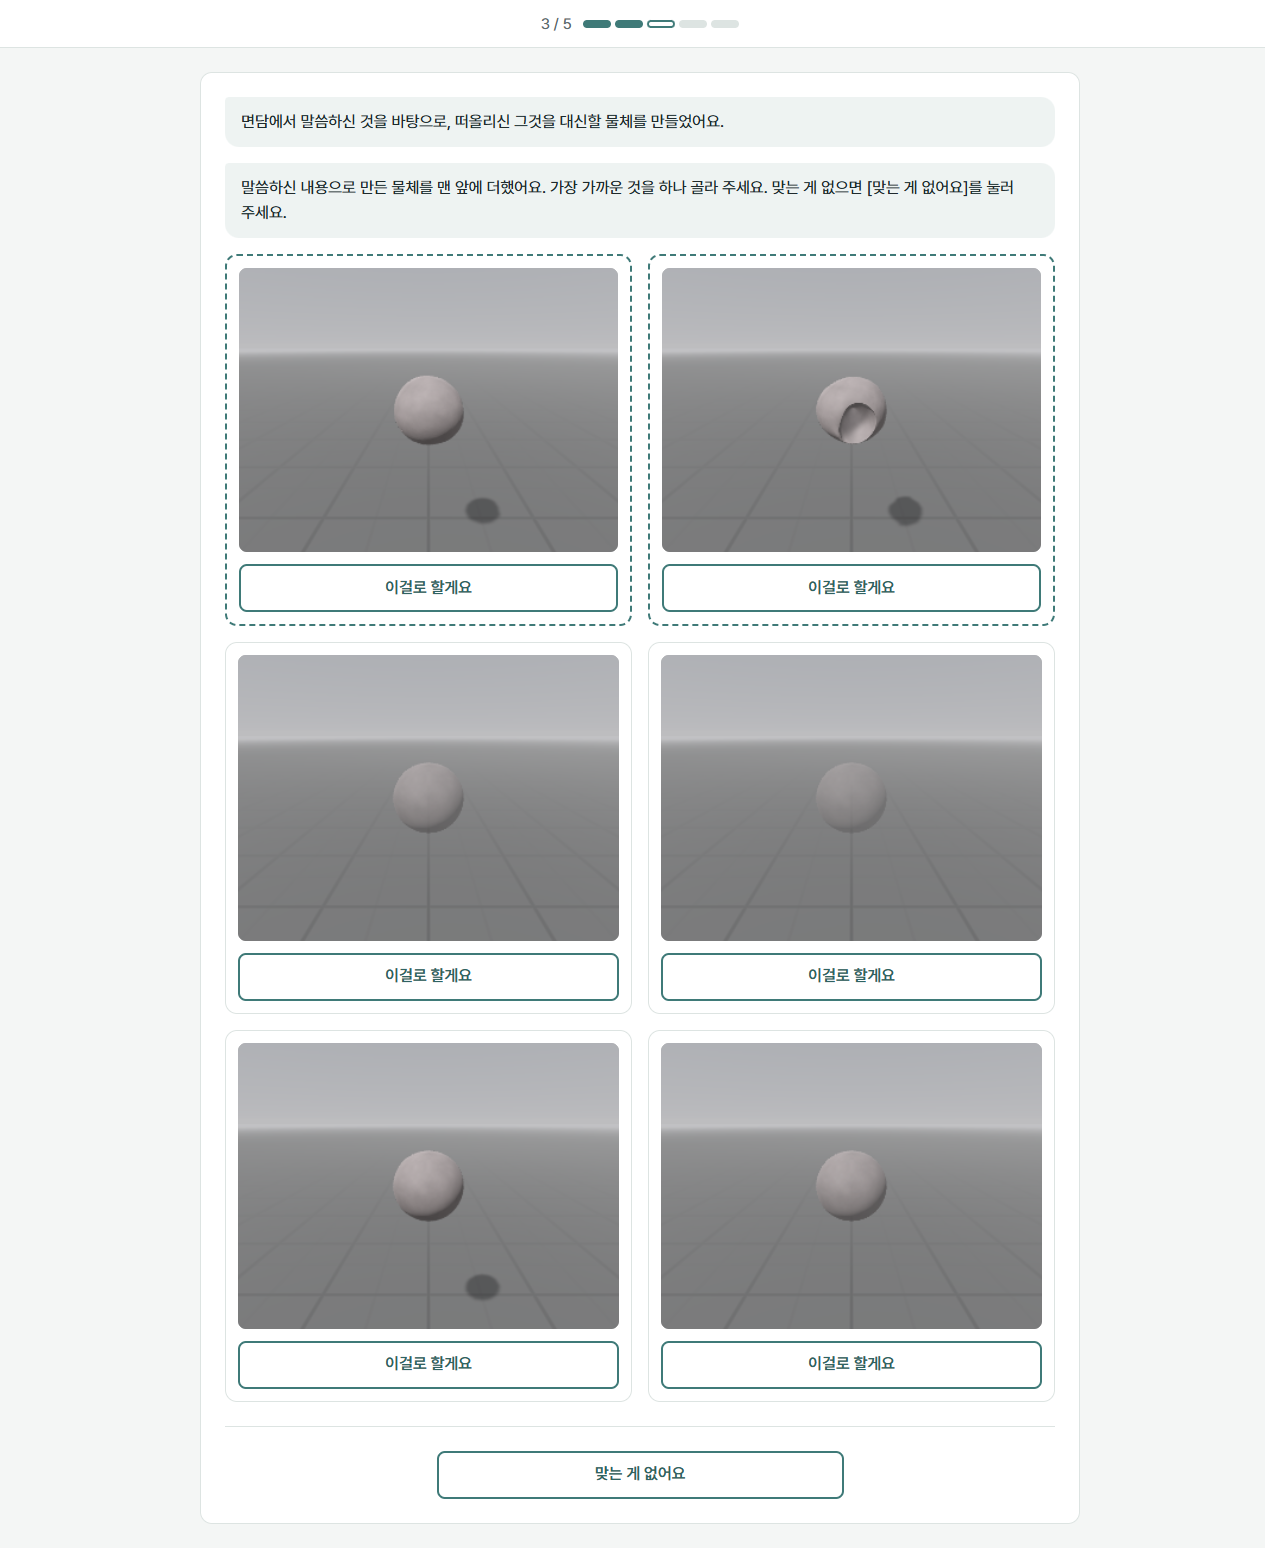 3 / 5
면담에서 말씀하신 것을 바탕으로, 떠올리신 그것을 대신할 물체를 만들었어요.
말씀하신 내용으로 만든 물체를 맨 앞에 더했어요. 가장 가까운 것을 하나 골라 주세요. 맞는 게 없으면 [맞는 게 없어요]를 눌러
주세요.
이걸로 할게요
이걸로 할게요
이걸로 할게요
이걸로 할게요
이걸로 할게요
이걸로 할게요
맞는 게 없어요